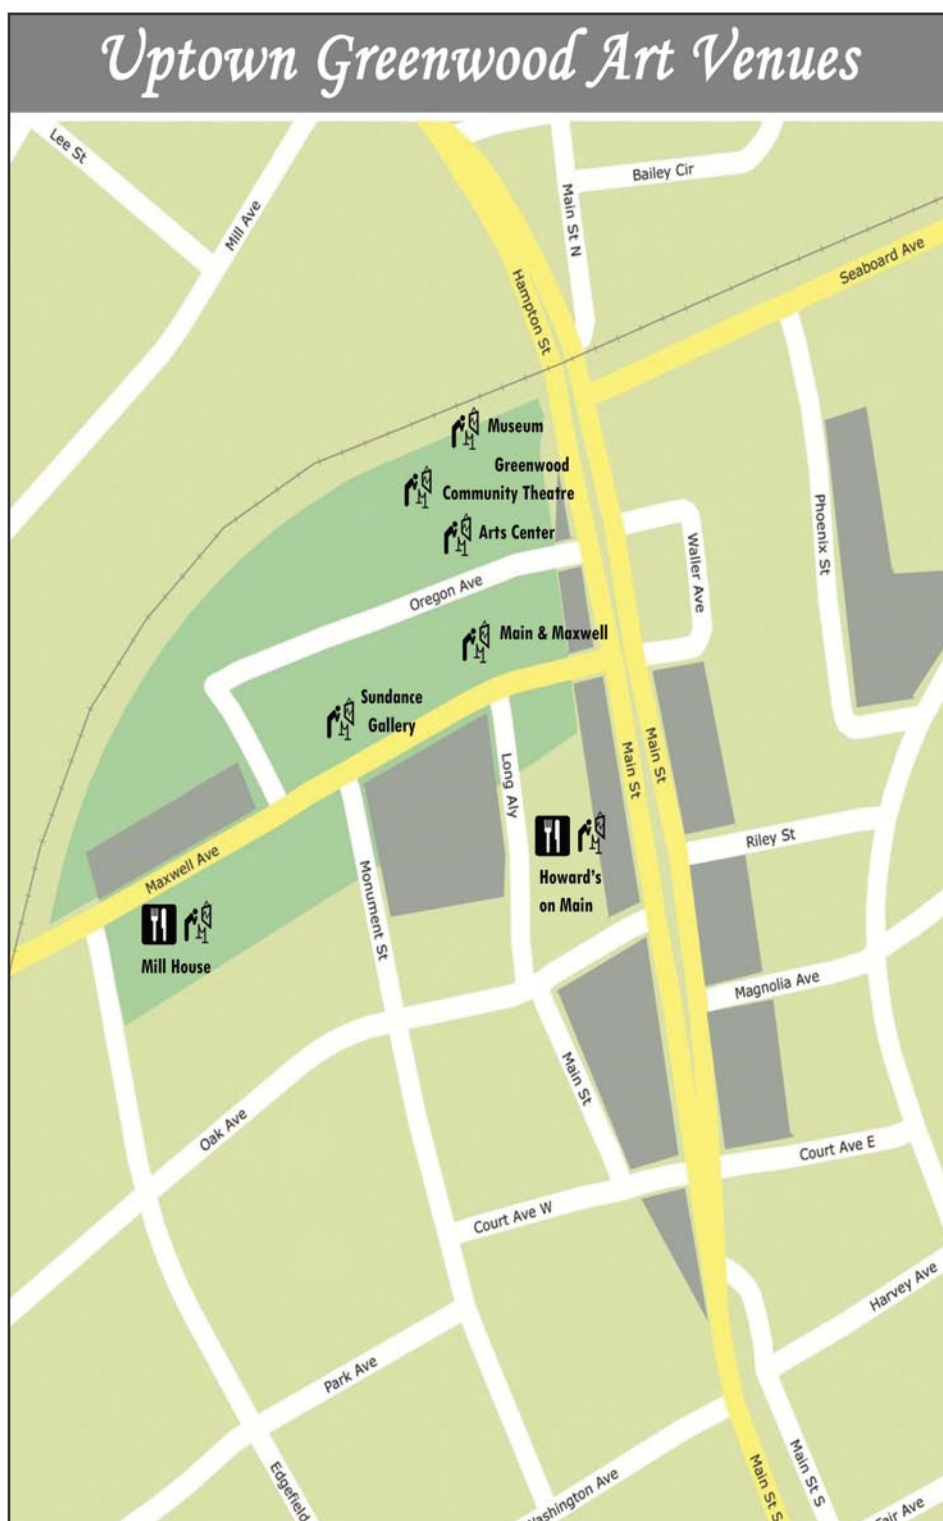 Uptown Greenwood Art Venues
Lee St
Mill Ave
Main St N
Bailey Cir
Seaboard Ave
Hampton St
Museum
Greenwood
Community Theatre
Arts Center
Phoenix St
Waller Ave
Oregon Ave
Main & Maxwell
Sundance
Gallery
Main St
Main St
Long Aly
Riley St
Maxwell Ave
Monument St
Howard's
on Main
Mill House
Magnolia Ave
Main St
Oak Ave
Court Ave E
Court Ave W
Harvey Ave
Park Ave
Edgefield
Washington Ave
Main St S
Main St S
Fair Ave